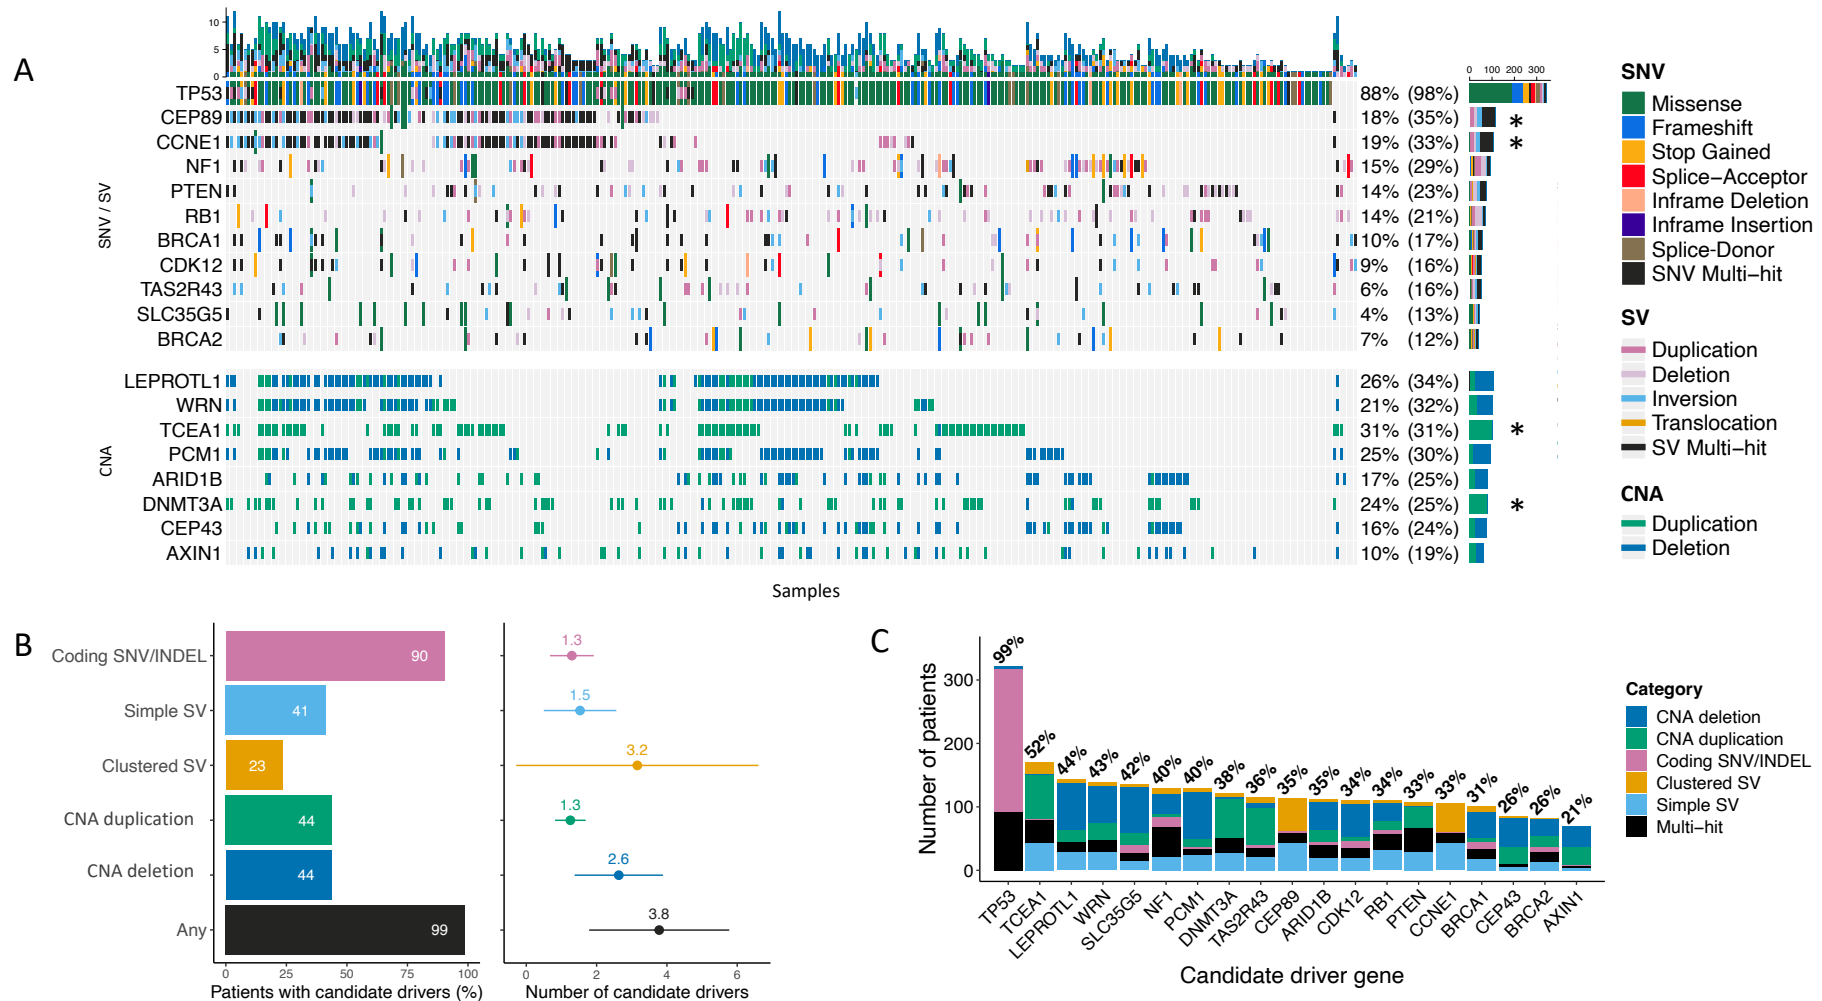 A
10
5
0
SNV / SV
TP53
CEP89
CCNE1
NF1
PTEN
RB1
BRCA1
CDK12
TAS2R43
SLC35G5
BRCA2
0 100 200 300
88% (98%)
18% (35%) *
19% (33%) *
15% (29%)
14% (23%)
14% (21%)
10% (17%)
9% (16%)
6% (16%)
4% (13%)
7% (12%)
CNA
LEPROTL1
WRN
TCEA1
PCM1
ARID1B
DNMT3A
CEP43
AXIN1
26% (34%)
21% (32%)
31% (31%) *
25% (30%)
17% (25%)
24% (25%) *
16% (24%)
10% (19%)
Samples
SNV
Missense
Frameshift
Stop Gained
Splice−Acceptor
Inframe Deletion
Inframe Insertion
Splice-Donor
SNV Multi−hit
SV
Duplication
Deletion
Inversion
Translocation
SV Multi−hit
CNA
Duplication
Deletion
B
Coding SNV/INDEL
Simple SV
Clustered SV
CNA duplication
CNA deletion
Any
90
41
23
44
44
99
0 25 50 75 100
Patients with candidate drivers (%)
1.3
1.5
3.2
1.3
2.6
3.8
0 2 4 6
Number of candidate drivers
C
Number of patients
300
200
100
0
99% 52% 44% 43% 42% 40% 40% 38% 36% 35% 35% 34% 34% 33% 33% 31% 26% 26% 21%
TP53 TCEA1 LEPROTL1 WRN SLC35G5 NF1 PCM1 DNMT3A TAS2R43 CEP89 ARID1B CDK12 RB1 PTEN CCNE1 BRCA1 CEP43 BRCA2 AXIN1
Candidate driver gene
Category
CNA deletion
CNA duplication
Coding SNV/INDEL
Clustered SV
Simple SV
Multi−hit